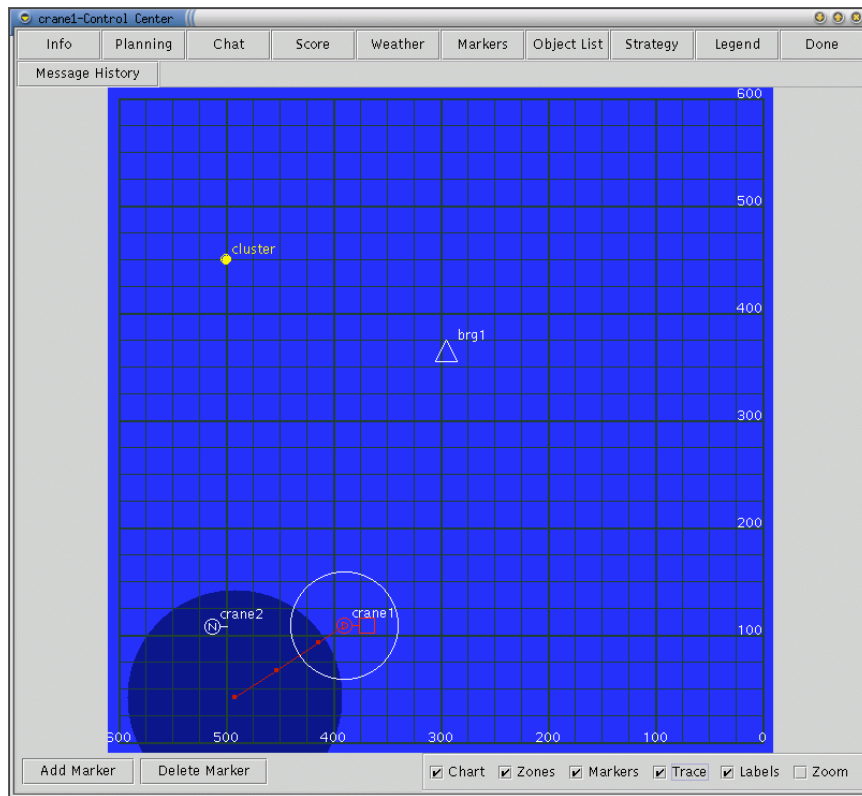 crane1-Control Center
Info Planning Chat Score Weather Markers Object List Strategy Legend Done
Message History
600
500
cluster
400
brg1
300
200
crane2 crane1
N E
100
600 500 400 300 200 100 0
Add Marker Delete Marker Chart Zones Markers Trace Labels Zoom